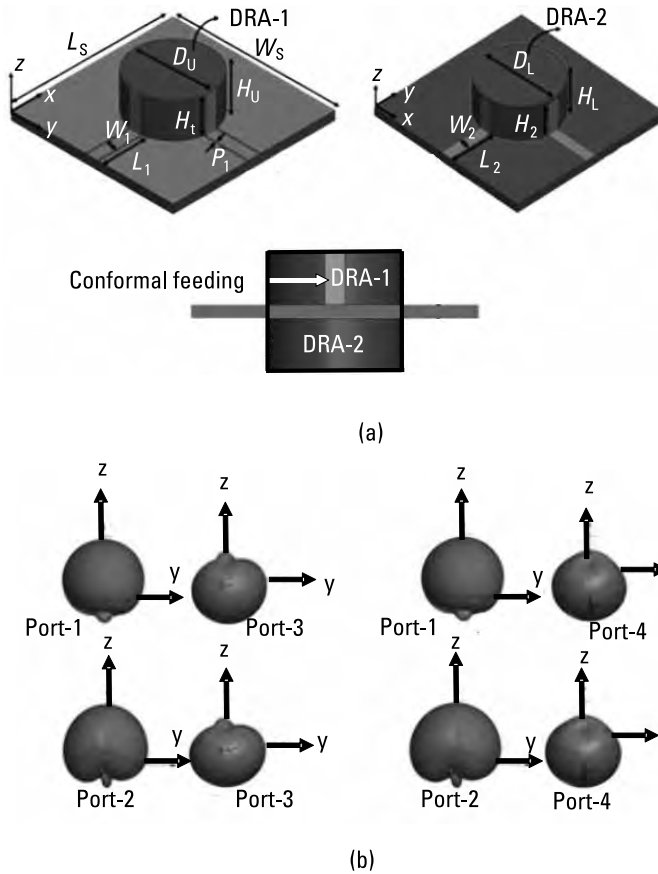 DRA-1
L_S
D_U
W_S
H_U
z
x
y
W_1
H_t
L_1
P_1
DRA-2
D_L
z
y
x
H_L
W_2
H_2
L_2
Conformal feeding
DRA-1
DRA-2
(a)
z
z
z
z
y
y
y
Port-1
Port-3
Port-1
Port-4
z
z
z
z
y
y
y
Port-2
Port-3
Port-2
Port-4
(b)